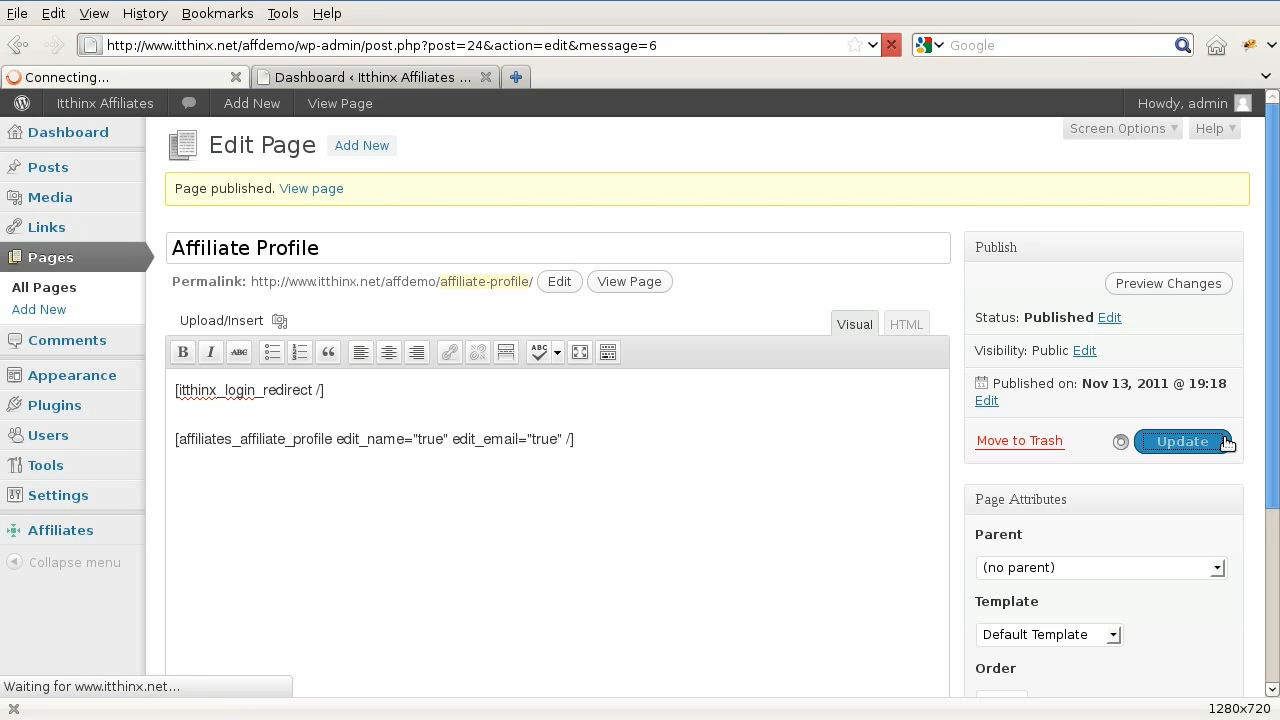 File Edit View History Bookmarks Tools Help
http://www.itthinx.net/affdemo/wp-admin/post.php?post=24&action=edit&message=6
Google
Connecting...
Dashboard ‹ Itthinx Affiliates ...
Itthinx Affiliates Add New View Page Howdy, admin
Screen Options Help
Edit Page Add New
Page published. View page
Dashboard
Posts
Media
Links
Pages
All Pages
Add New
Comments
Appearance
Plugins
Users
Tools
Settings
Affiliates
Collapse menu
Affiliate Profile
Permalink: http://www.itthinx.net/affdemo/affiliate-profile/ Edit View Page
Upload/Insert Visual HTML
B I ABC “ ABC
[itthinx_login_redirect /]
[affiliates_affiliate_profile edit_name="true" edit_email="true" /]
Publish
Preview Changes
Status: Published Edit
Visibility: Public Edit
Published on: Nov 13, 2011 @ 19:18
Edit
Move to Trash Update
Page Attributes
Parent
(no parent)
Template
Default Template
Order
Waiting for www.itthinx.net...
1280x720